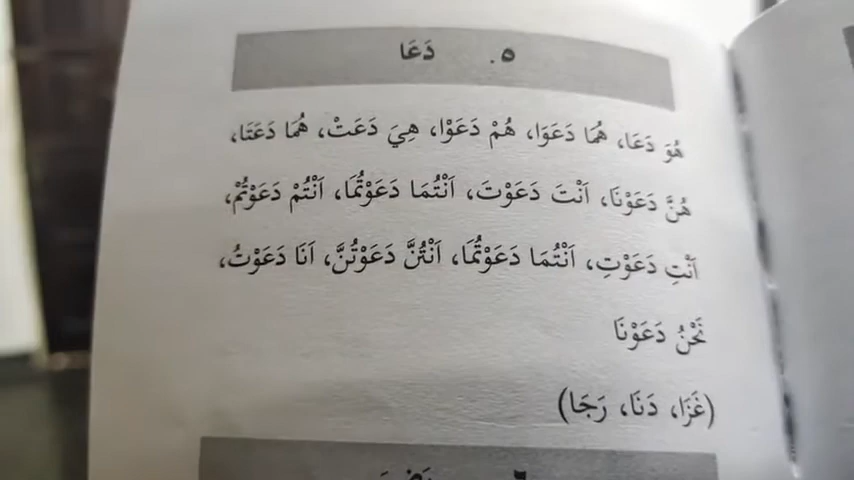 ٥. دَعَا
هُوَ دَعَا، هُمَا دَعَوَا، هُمْ دَعَوْا، هِيَ دَعَتْ، هُمَا دَعَتَا،
هُنَّ دَعَوْنَا، اَنْتَ دَعَوْتَ، اَنْتُمَا دَعَوْتُمَا، اَنْتُمْ دَعَوْتُمْ،
اَنْتِ دَعَوْتِ، اَنْتُمَا دَعَوْتُمَا، اَنْتُنَّ دَعَوْتُنَّ، اَنَا دَعَوْتُ،
نَحْنُ دَعَوْنَا
(غَزَا، دَنَا، رَجَا)